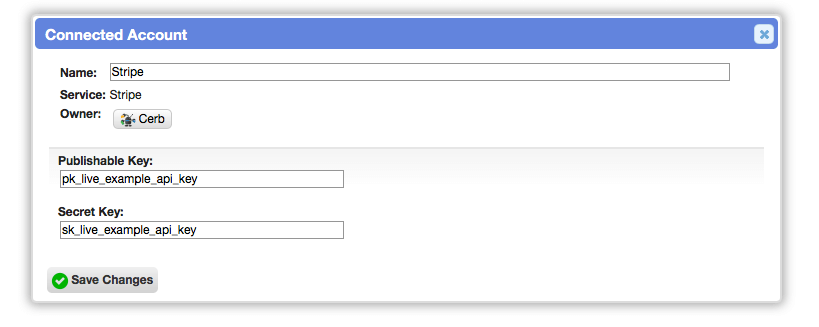 Connected Account
Name: Stripe
Service: Stripe
Owner: Cerb
Publishable Key:
pk_live_example_api_key
Secret Key:
sk_live_example_api_key
Save Changes